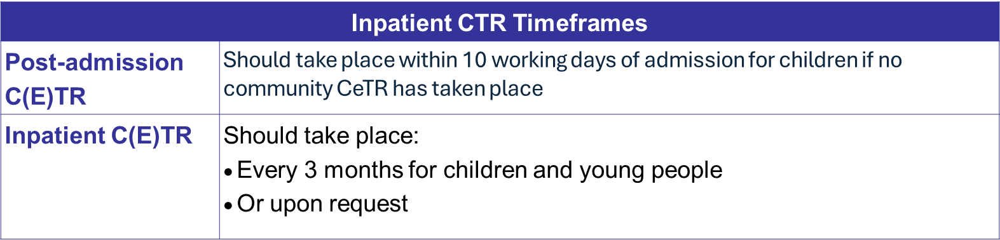 Inpatient CTR Timeframes
Post-admission
C(E)TR
Should take place within 10 working days of admission for children if no
community CeTR has taken place
Inpatient C(E)TR
Should take place:
• Every 3 months for children and young people
• Or upon request